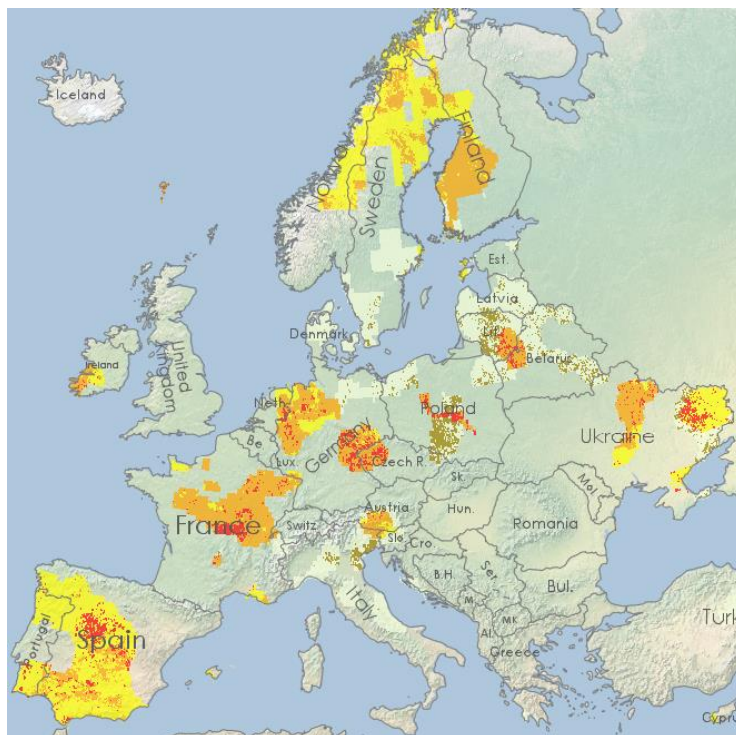 Iceland
Norway
Finland
Sweden
Est.
Latvia
Lith.
Denmark
Belarus
United
Kingdom
Ireland
Neth.
Poland
Be.
Germany
Ukraine
Lux.
Czech R.
Sk.
Mol.
France
Switz
Austria
Hun.
Romania
Slo.
Cro.
B.H.
Ser.
Italy
M.
Bul.
MK.
Al.
Portugal
Spain
Greece
Turk
Cypru